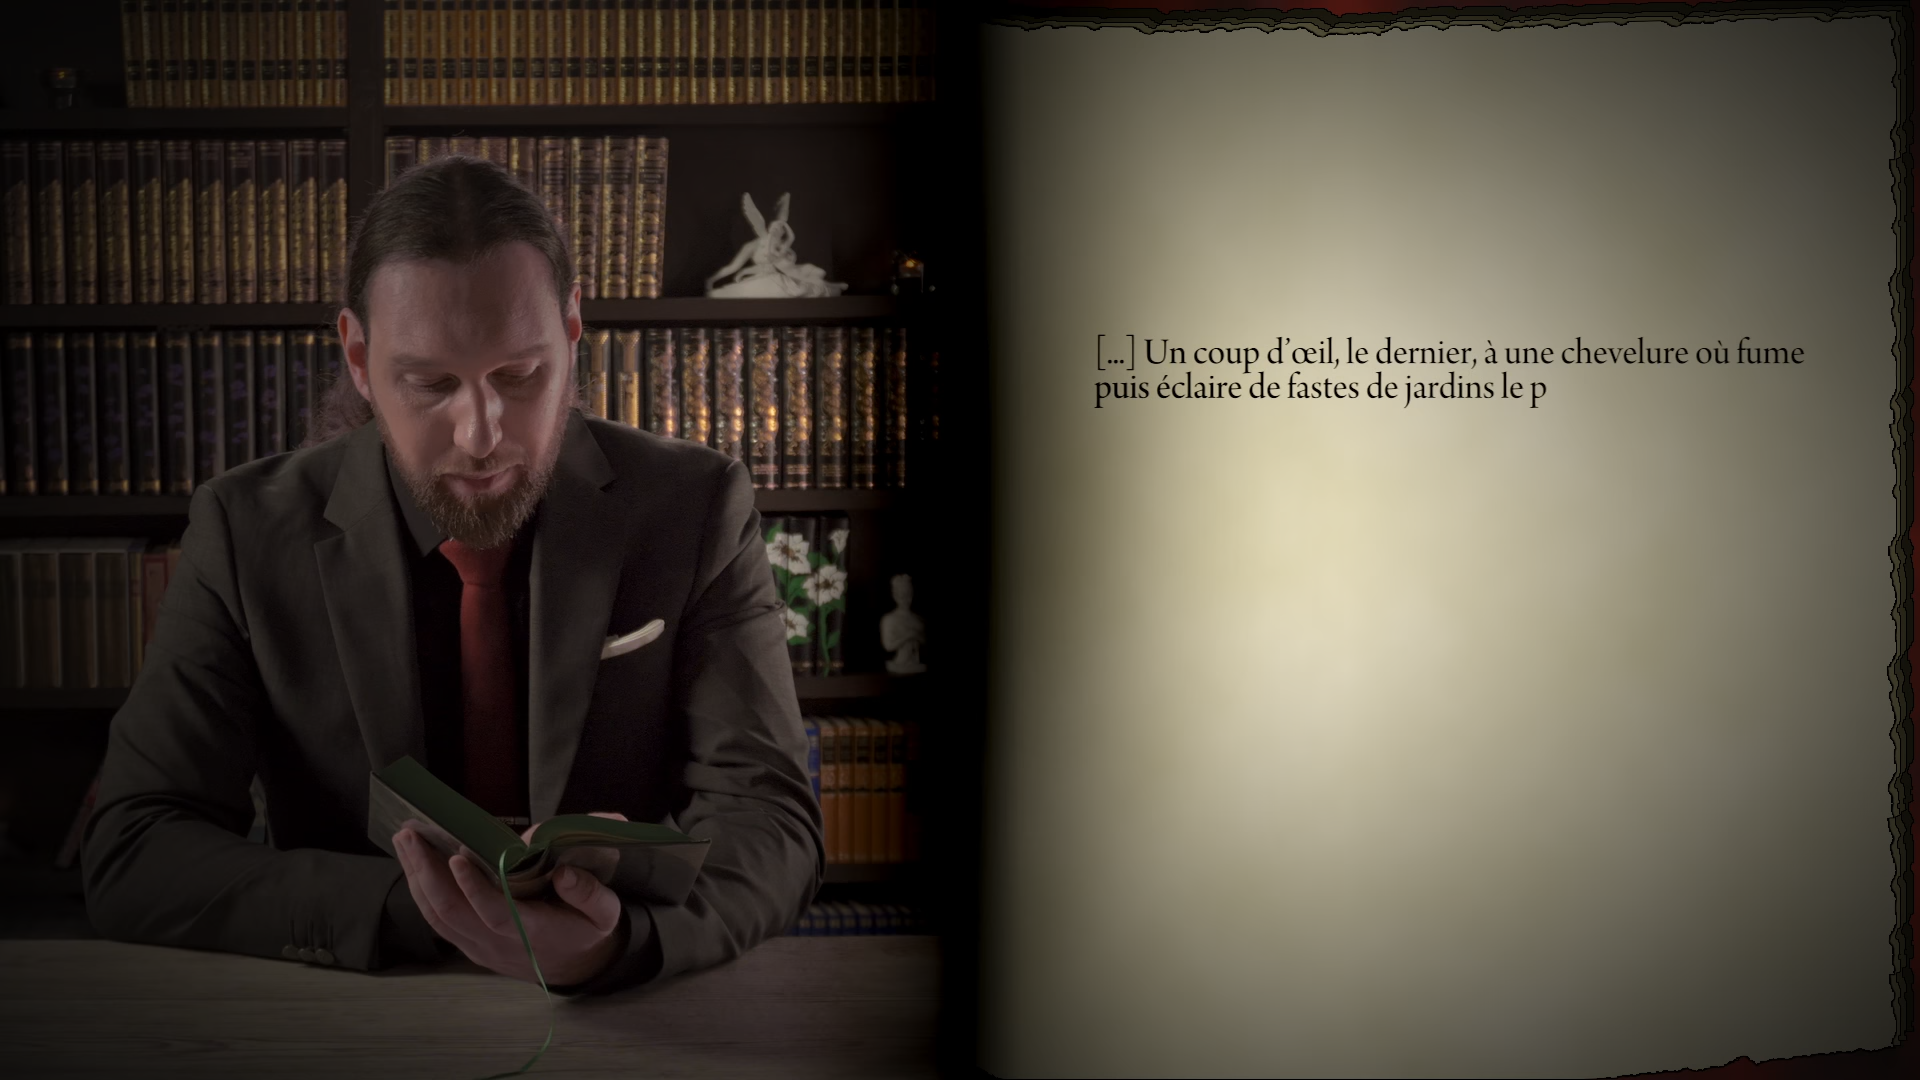 [...] Un coup d’œil, le dernier, à une chevelure où fume
puis éclaire de fastes de jardins le p